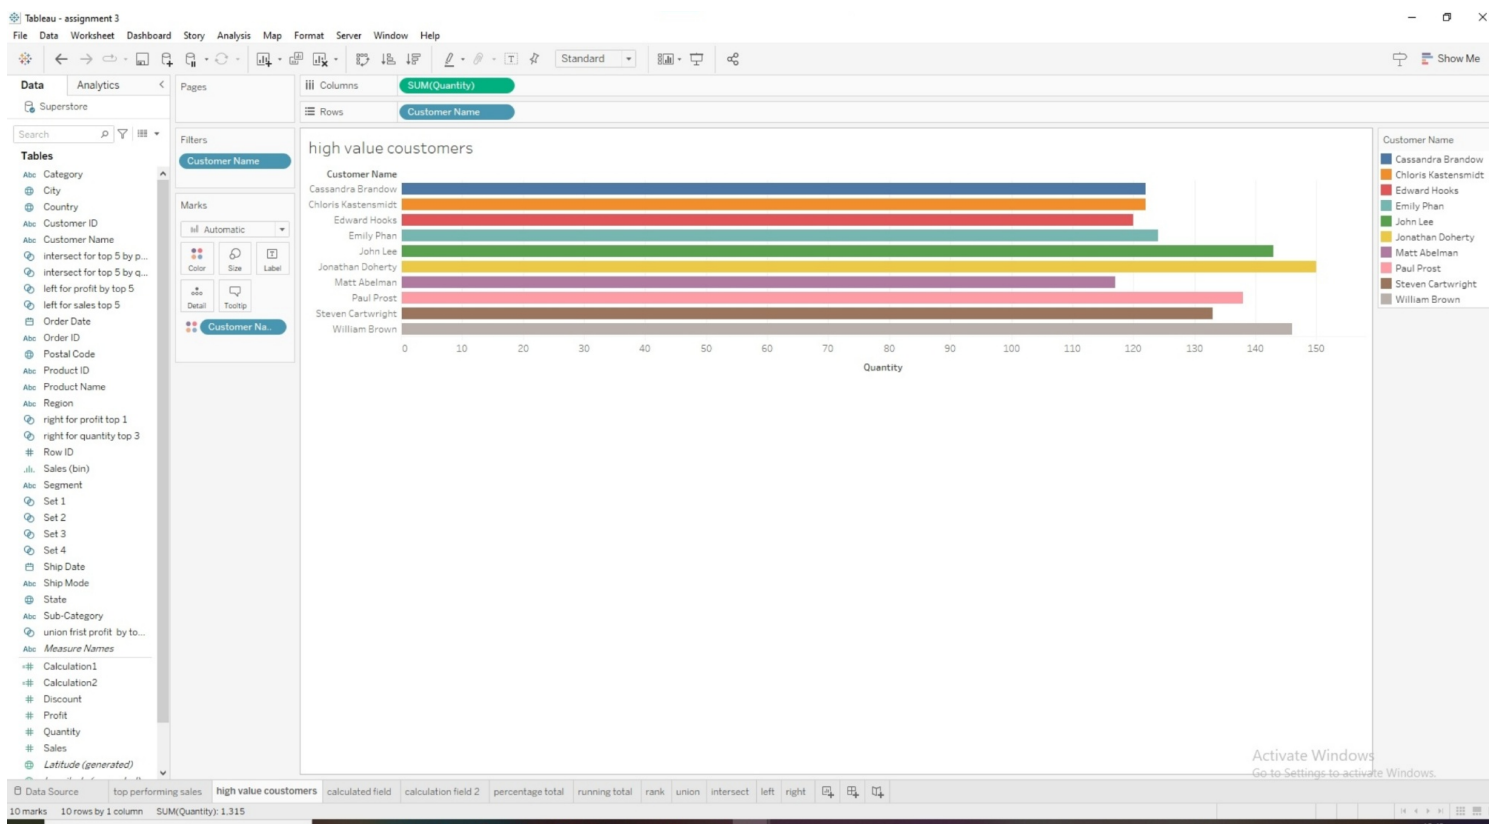 Tableau - assignment 3
File Data Worksheet Dashboard Story Analysis Map Format Server Window Help
Standard
Show Me
Data Analytics
Superstore
Search
Tables
Abc Category
City
Country
Abc Customer ID
Abc Customer Name
intersect for top 5 by p...
intersect for top 5 by q...
left for profit by top 5
left for sales top 5
Order Date
Abc Order ID
Postal Code
Abc Product ID
Abc Product Name
Abc Region
right for profit top 1
right for quantity top 3
# Row ID
Sales (bin)
Abc Segment
Set 1
Set 2
Set 3
Set 4
Ship Date
Abc Ship Mode
State
Abc Sub-Category
union frist profit by to...
Abc Measure Names
=# Calculation1
=# Calculation2
# Discount
# Profit
# Quantity
# Sales
Latitude (generated)
Pages
Filters
Customer Name
Marks
Automatic
Color Size Label
Detail Tooltip
Customer Na..
Columns SUM(Quantity)
Rows Customer Name
high value coustomers
Customer Name
Cassandra Brandow
Chloris Kastensmidt
Edward Hooks
Emily Phan
John Lee
Jonathan Doherty
Matt Abelman
Paul Prost
Steven Cartwright
William Brown
0 10 20 30 40 50 60 70 80 90 100 110 120 130 140 150
Quantity
Customer Name
Cassandra Brandow
Chloris Kastensmidt
Edward Hooks
Emily Phan
John Lee
Jonathan Doherty
Matt Abelman
Paul Prost
Steven Cartwright
William Brown
Activate Windows
Go to Settings to activate Windows.
Data Source top performing sales high value coustomers calculated field calculation field 2 percentage total running total rank union intersect left right
10 marks 10 rows by 1 column SUM(Quantity): 1,315